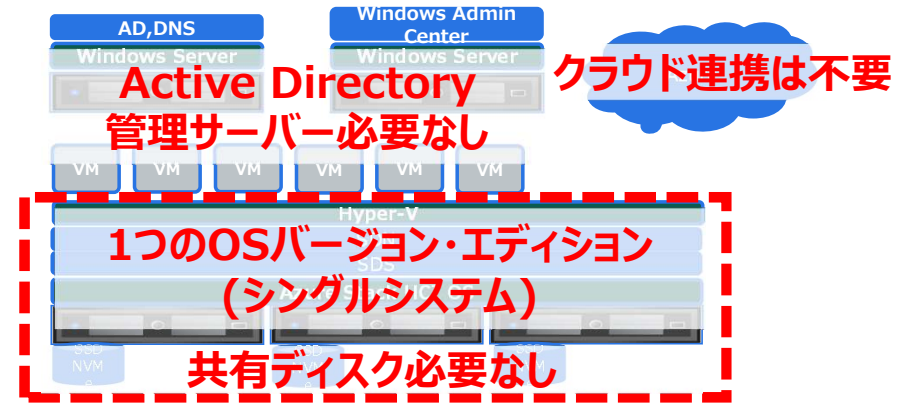 AD,DNS
Windows Admin
Center
Windows Server
Windows Server
Active Directory
管理サーバー必要なし
クラウド連携は不要
VM VM VM VM VM VM
Hyper-V
1つのOSバージョン・エディション
SDS
(シングルシステム)
共有ディスク必要なし
SSD
NVM
e
NVM